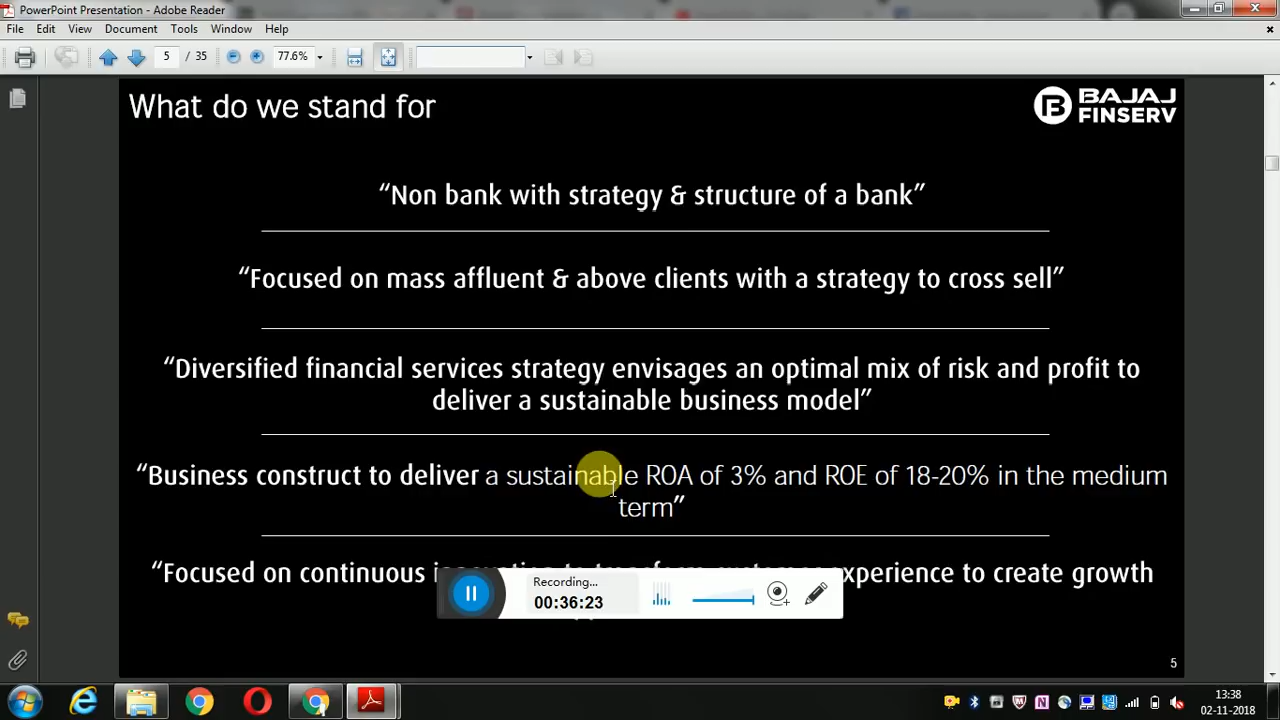 PowerPoint Presentation - Adobe Reader
File Edit View Document Tools Window Help
5 / 35 77.6%
What do we stand for
BAJAJ
FINSERV
“Non bank with strategy & structure of a bank”
“Focused on mass affluent & above clients with a strategy to cross sell”
“Diversified financial services strategy envisages an optimal mix of risk and profit to
deliver a sustainable business model”
“Business construct to deliver a sustainable ROA of 3% and ROE of 18-20% in the medium
term”
“Focused on continuous innovation to transform customer experience to create growth
Recording...
00:36:23
5
13:38
02-11-2018